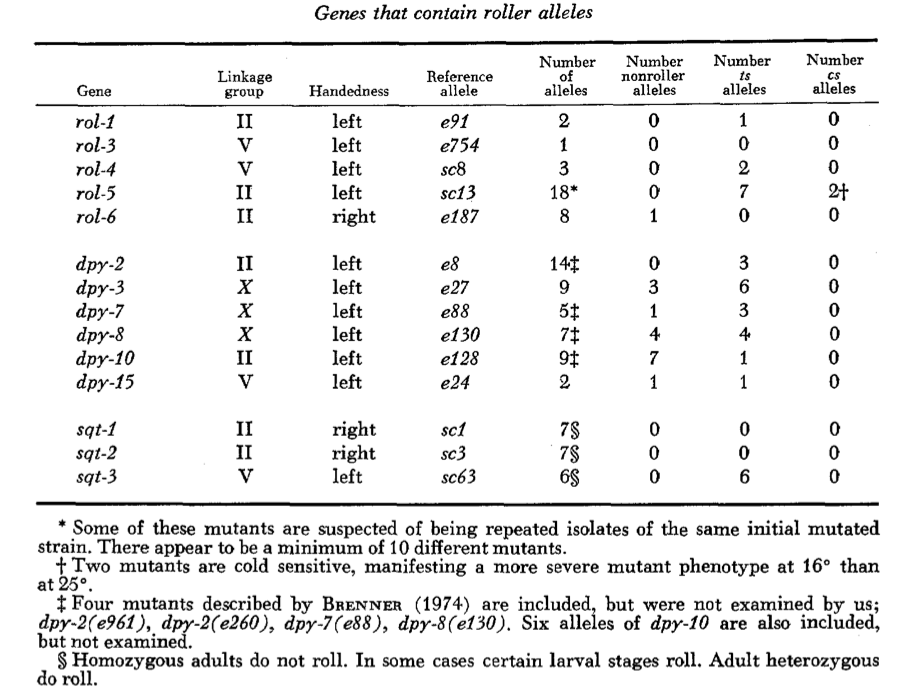 Genes that contain roller alleles
Gene Linkage group Handedness Reference allele Number of alleles Number nonroller alleles Number ts alleles Number cs alleles
rol-1 II left e91 2 0 1 0
rol-3 V left e754 1 0 0 0
rol-4 V left sc8 3 0 2 0
rol-5 II left sc13 18* 0 7 2†
rol-6 II right e187 8 1 0 0
dpy-2 II left e8 14‡ 0 3 0
dpy-3 X left e27 9 3 6 0
dpy-7 X left e88 5‡ 1 3 0
dpy-8 X left e130 7‡ 4 4 0
dpy-10 II left e128 9‡ 7 1 0
dpy-15 V left e24 2 1 1 0
sqt-1 II right sc1 7§ 0 0 0
sqt-2 II right sc3 7§ 0 0 0
sqt-3 V left sc63 6§ 0 6 0
* Some of these mutants are suspected of being repeated isolates of the same initial mutated
strain. There appear to be a minimum of 10 different mutants.
† Two mutants are cold sensitive, manifesting a more severe mutant phenotype at 16° than
at 25°.
‡ Four mutants described by BRENNER (1974) are included, but were not examined by us;
dpy-2(e961), dpy-2(e260), dpy-7(e88), dpy-8(e130). Six alleles of dpy-10 are also included,
but not examined.
§ Homozygous adults do not roll. In some cases certain larval stages roll. Adult heterozygous
do roll.